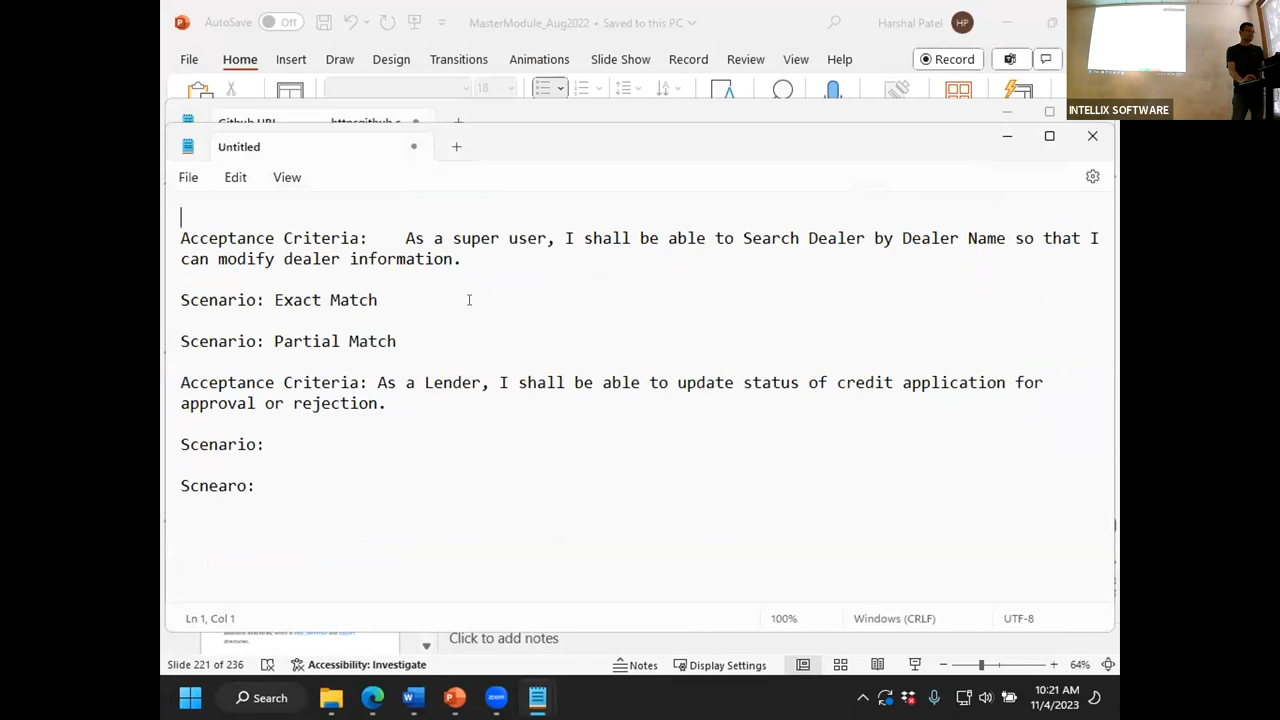 AutoSave
Off
MasterModule_Aug2022 • Saved to this PC
Harshal Patel
HP
File
Home
Insert
Draw
Design
Transitions
Animations
Slide Show
Record
Review
View
Help
Record
18
INTELLIX SOFTWARE
Github URL
Untitled
File
Edit
View
Acceptance Criteria: As a super user, I shall be able to Search Dealer by Dealer Name so that I
can modify dealer information.
Scenario: Exact Match
Scenario: Partial Match
Acceptance Criteria: As a Lender, I shall be able to update status of credit application for
approval or rejection.
Scenario:
Scnearo:
Ln 1, Col 1
100%
Windows (CRLF)
UTF-8
directories.
Click to add notes
Slide 221 of 236
Accessibility: Investigate
Notes
Display Settings
64%
Search
zoom
10:21 AM
11/4/2023